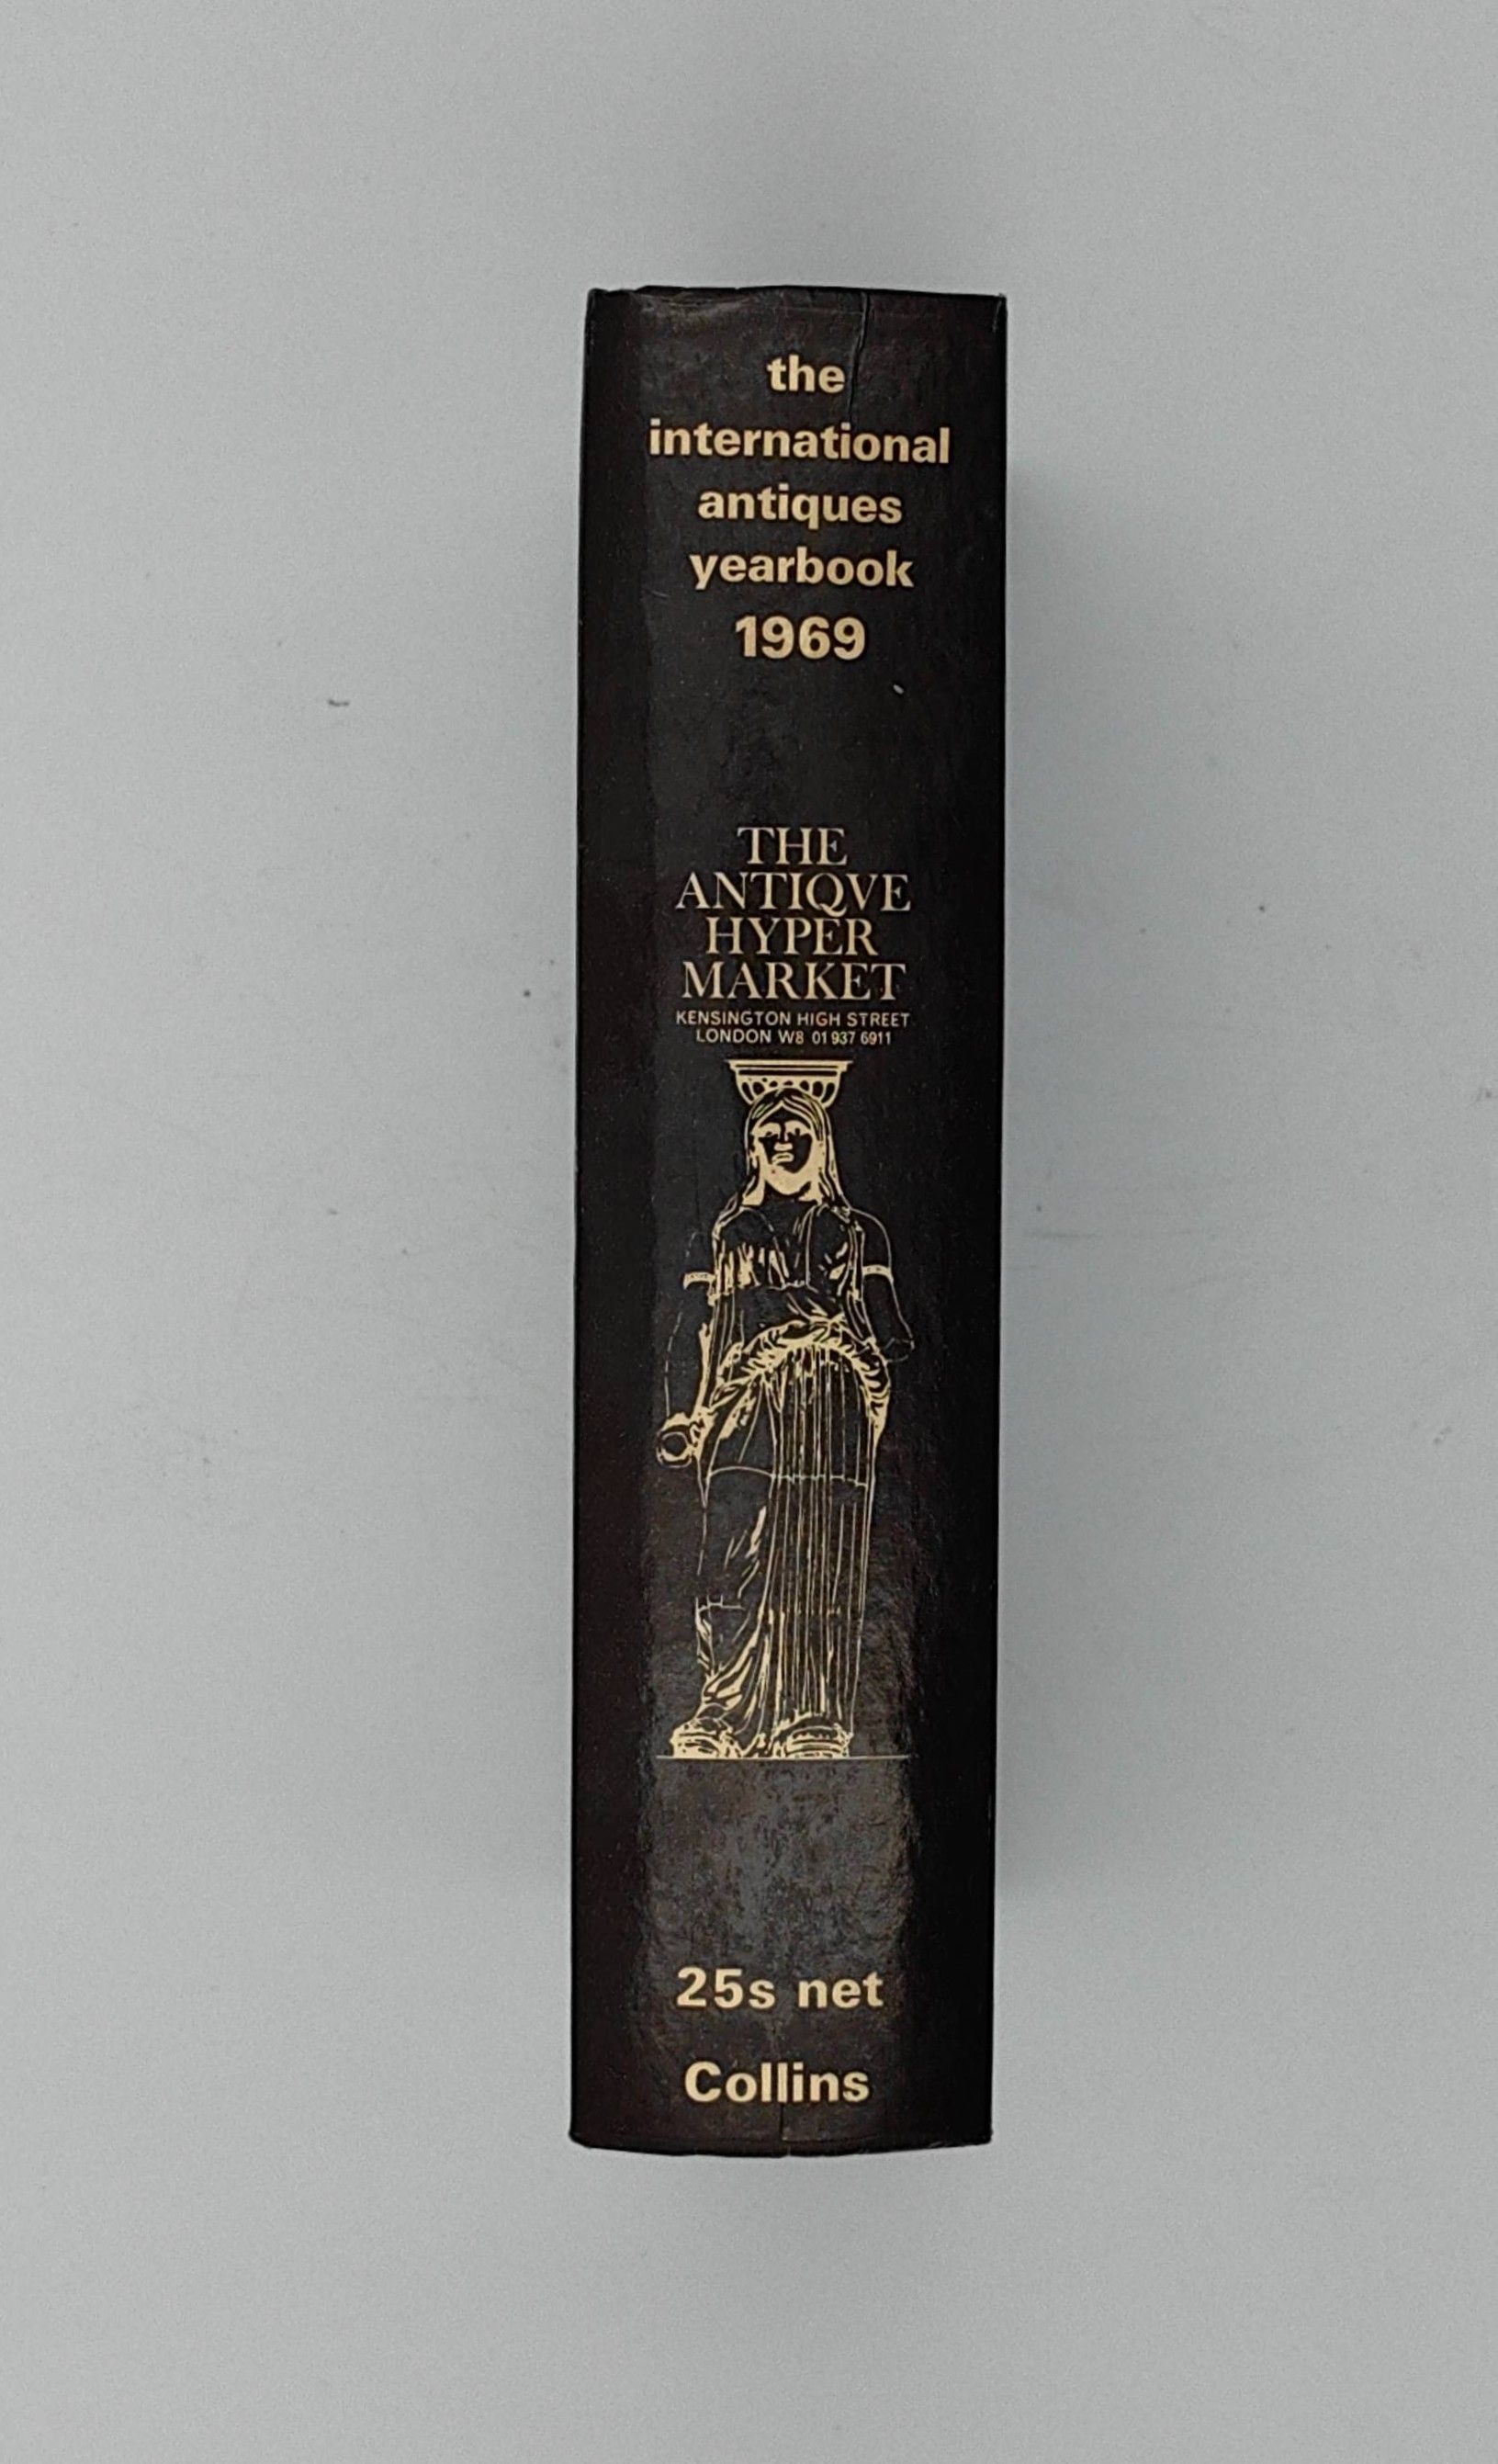 the
international
antiques
yearbook
1969
THE
ANTIQVE
HYPER
MARKET
KENSINGTON HIGH STREET
LONDON W8 01 937 6911
25s net
Collins